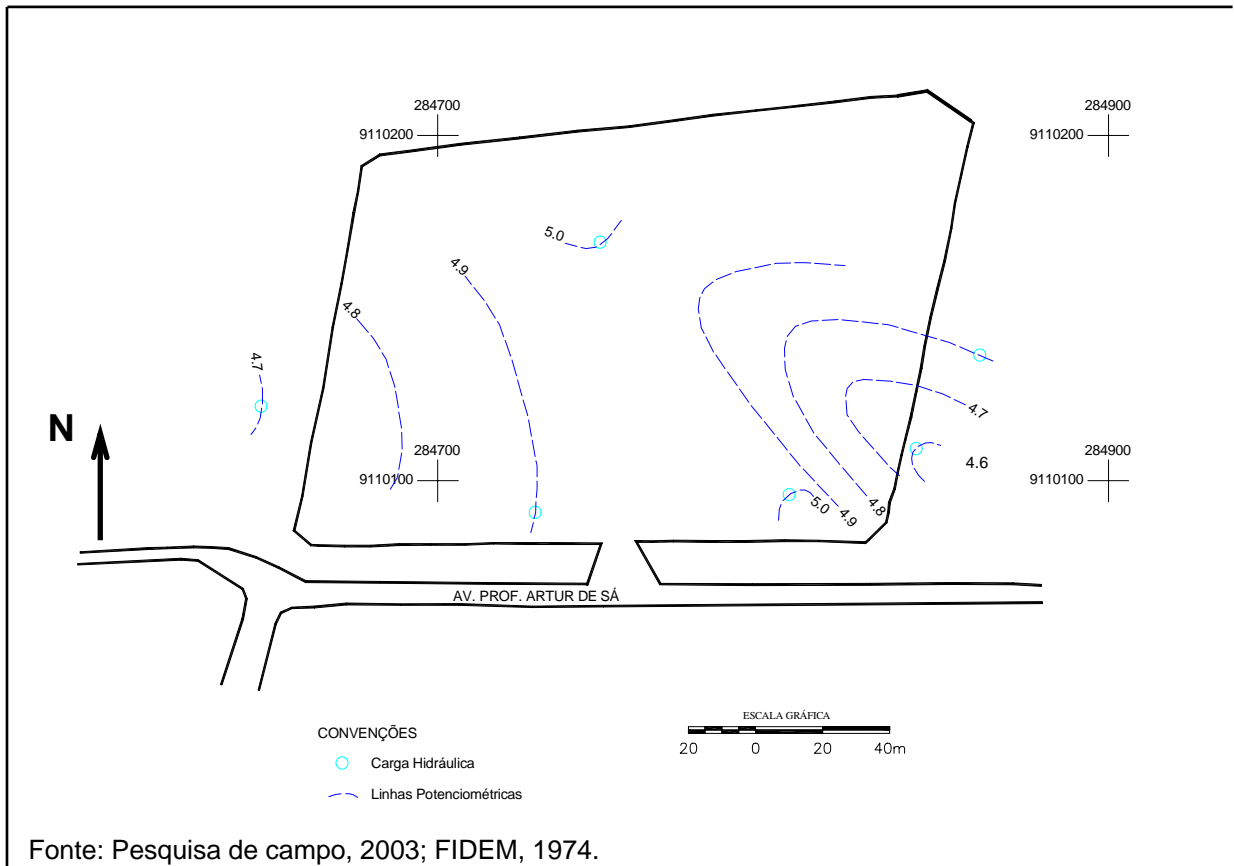 284700
284900
9110200
9110200
5.0
4.9
4.8
4.7
4.7
N
284700
284900
4.6
9110100
9110100
5.0
4.9
4.8
AV. PROF. ARTUR DE SÁ
ESCALA GRÁFICA
20 0 20 40m
CONVENÇÕES
Carga Hidráulica
Linhas Potenciométricas
Fonte: Pesquisa de campo, 2003; FIDEM, 1974.